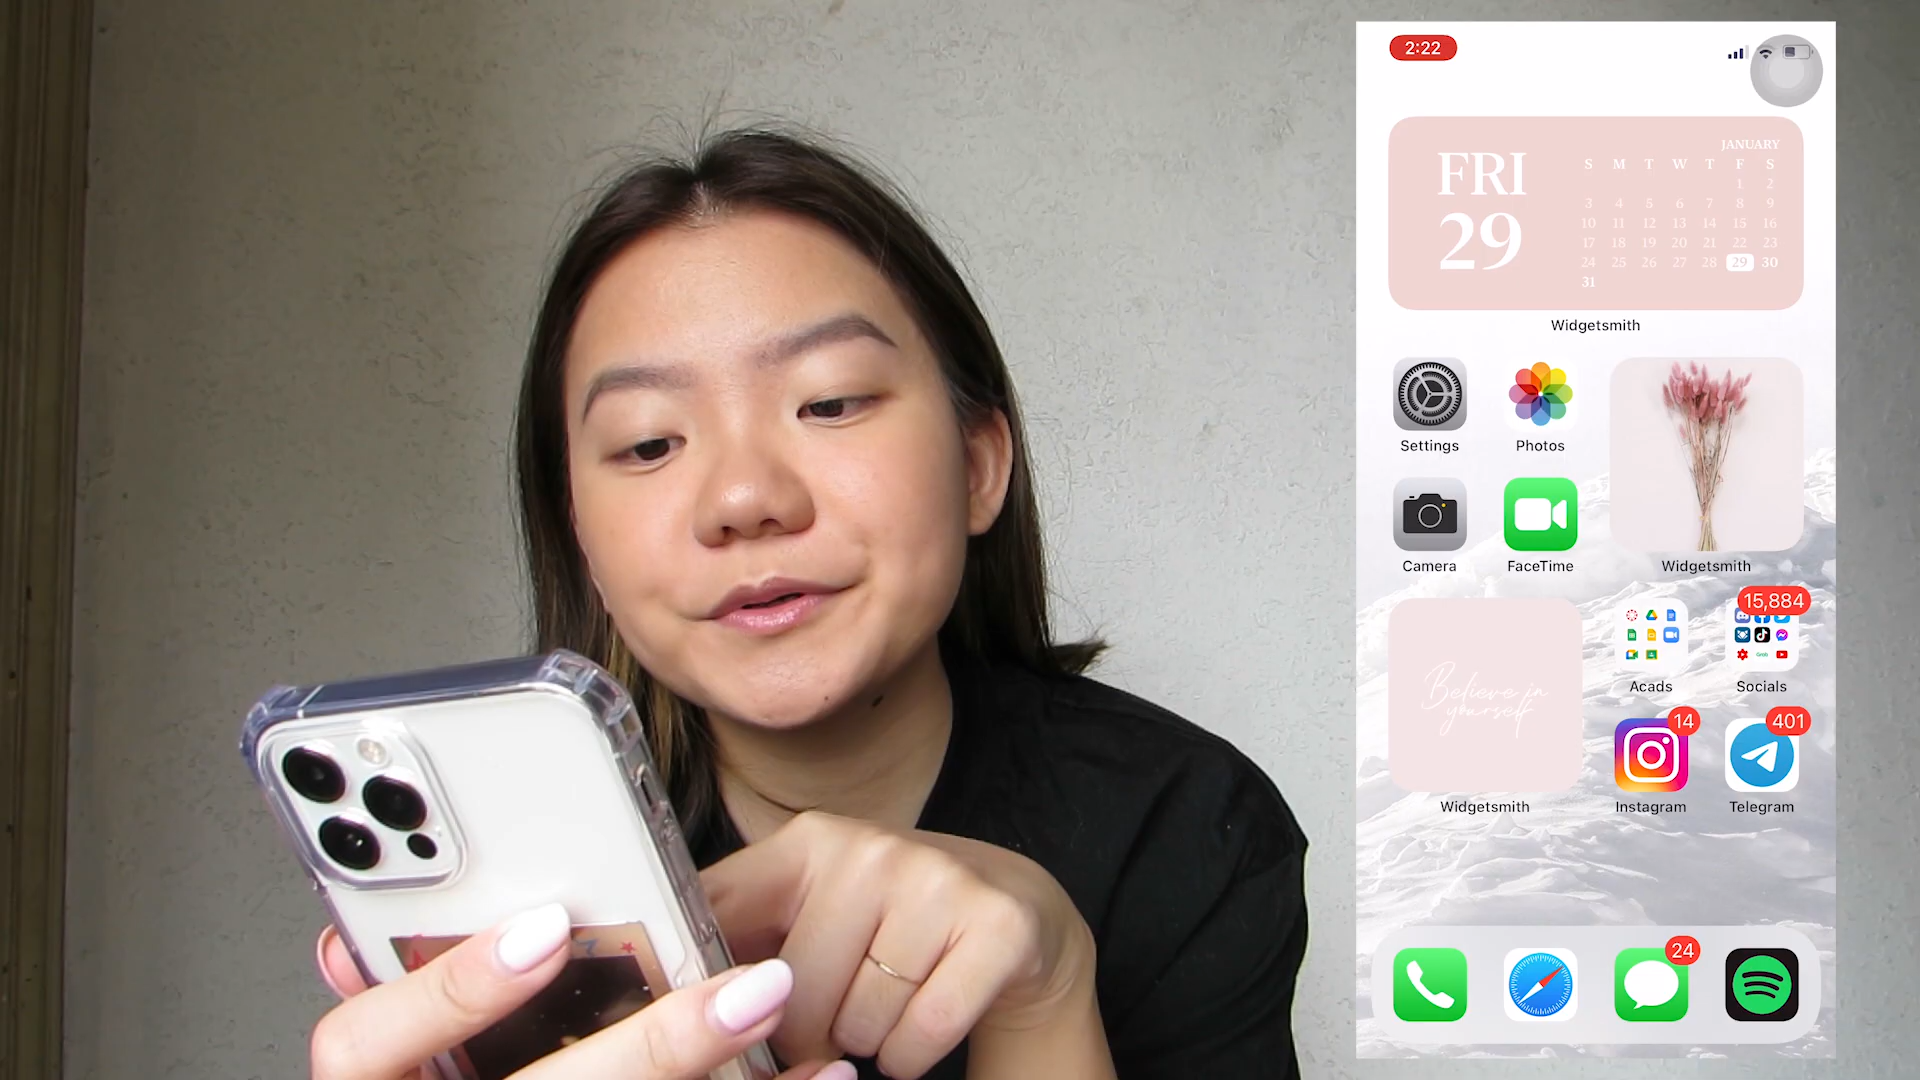 2:22
JANUARY
FRI
29
S M T W T F S
1 2
3 4 5 6 7 8 9
10 11 12 13 14 15 16
17 18 19 20 21 22 23
24 25 26 27 28 29 30
31
Widgetsmith
Settings Photos
Camera FaceTime Widgetsmith
15,884
Believe in
yourself
Acads Socials
14 401
Widgetsmith Instagram Telegram
24